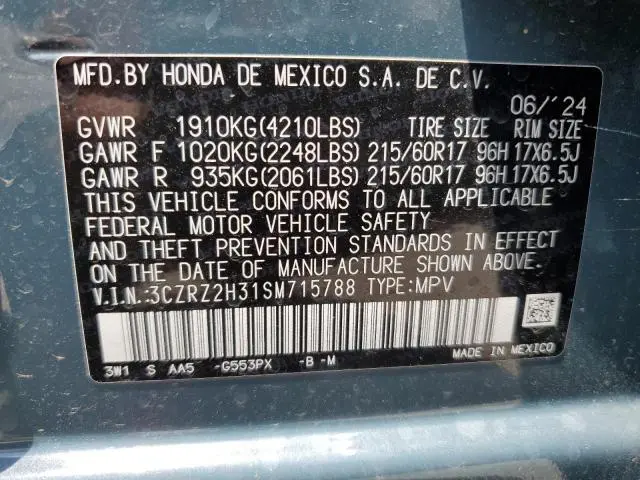 MFD. BY HONDA DE MEXICO S.A. DE C.V.
06/'24
GVWR 1910KG(4210LBS) TIRE SIZE RIM SIZE
GAWR F 1020KG(2248LBS) 215/60R17 96H 17X6.5J
GAWR R 935KG(2061LBS) 215/60R17 96H 17X6.5J
THIS VEHICLE CONFORMS TO ALL APPLICABLE
FEDERAL MOTOR VEHICLE SAFETY
AND THEFT PREVENTION STANDARDS IN EFFECT
ON THE DATE OF MANUFACTURE SHOWN ABOVE.
V.I.N.:3CZRZ2H31SM715788 TYPE:MPV
3W1 S AA5 -G553PX -B -M
MADE IN MEXICO